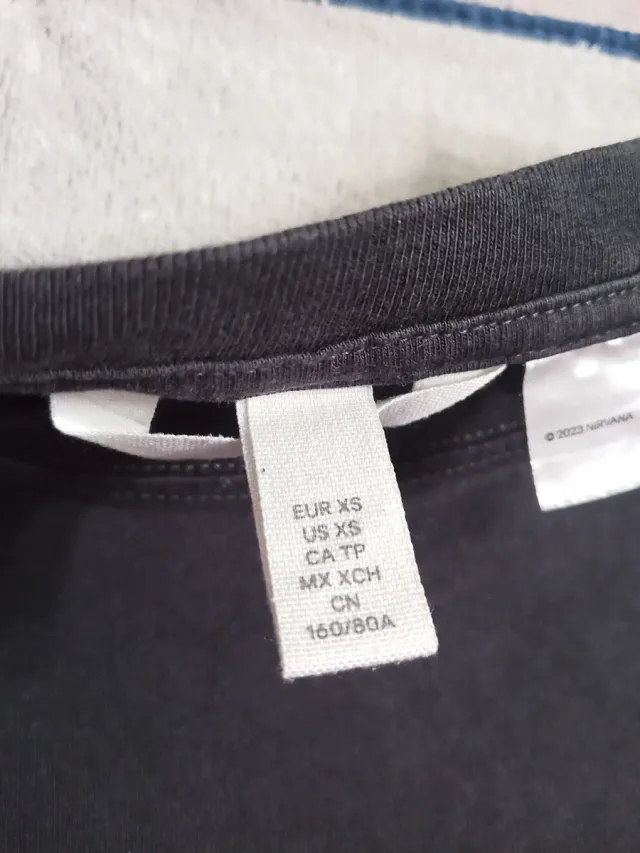 EUR XS
US XS
CA TP
MX XCH
CN
160/80A
© 2023 NIRVANA